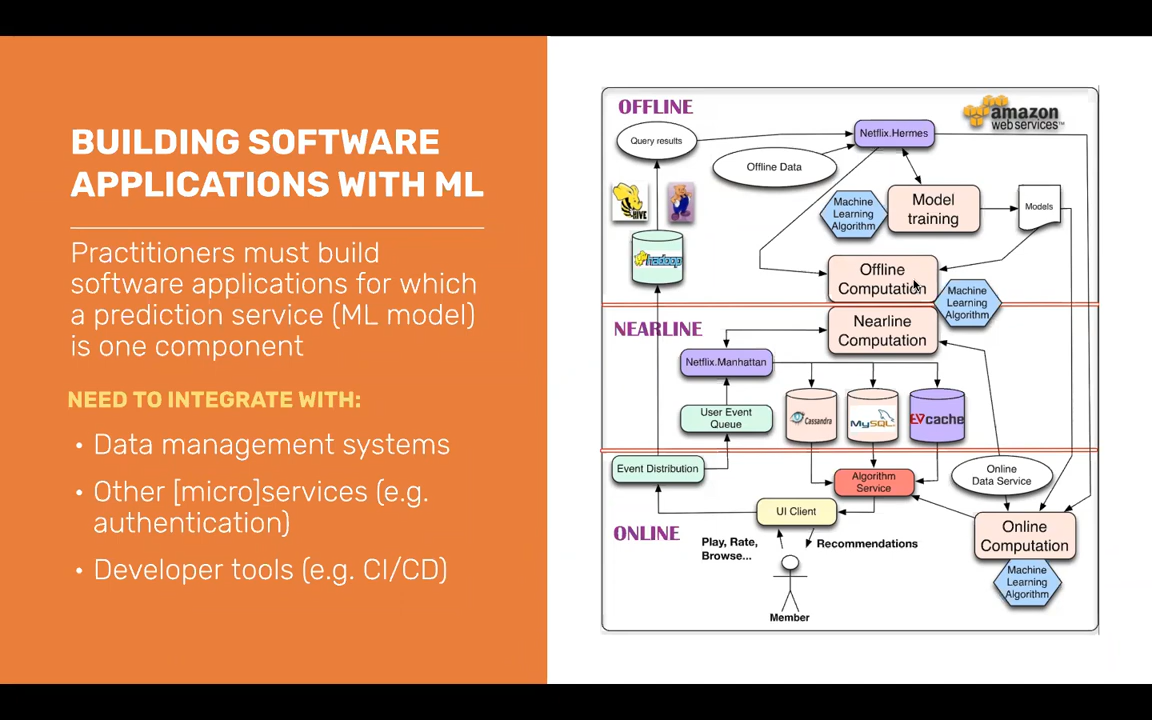 BUILDING SOFTWARE
APPLICATIONS WITH ML
Practitioners must build
software applications for which
a prediction service (ML model)
is one component
NEED TO INTEGRATE WITH:
• Data management systems
• Other [micro]services (e.g.
authentication)
• Developer tools (e.g. CI/CD)
OFFLINE
amazon
webservices™
Query results
Netflix.Hermes
Offline Data
HIVE
Machine
Learning
Algorithm
Model
training
Models
hadoop
Offline
Computation
Machine
Learning
Algorithm
NEARLINE
Nearline
Computation
Netflix.Manhattan
User Event
Queue
Cassandra
MySQL
EVcache
Event Distribution
Algorithm
Service
Online
Data Service
UI Client
ONLINE
Play, Rate,
Browse...
Recommendations
Online
Computation
Machine
Learning
Algorithm
Member